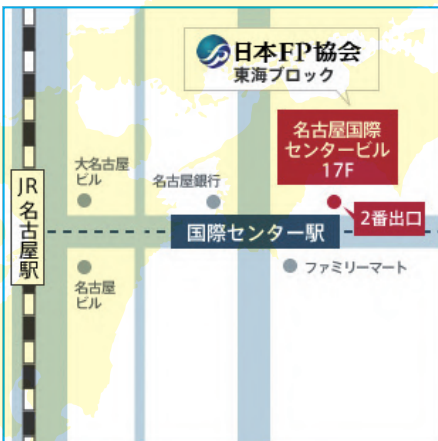 日本FP協会
東海ブロック
名古屋国際
センタービル
17F
大名古屋
ビル
名古屋銀行
2番出口
JR名古屋駅
国際センター駅
名古屋
ビル
ファミリーマート